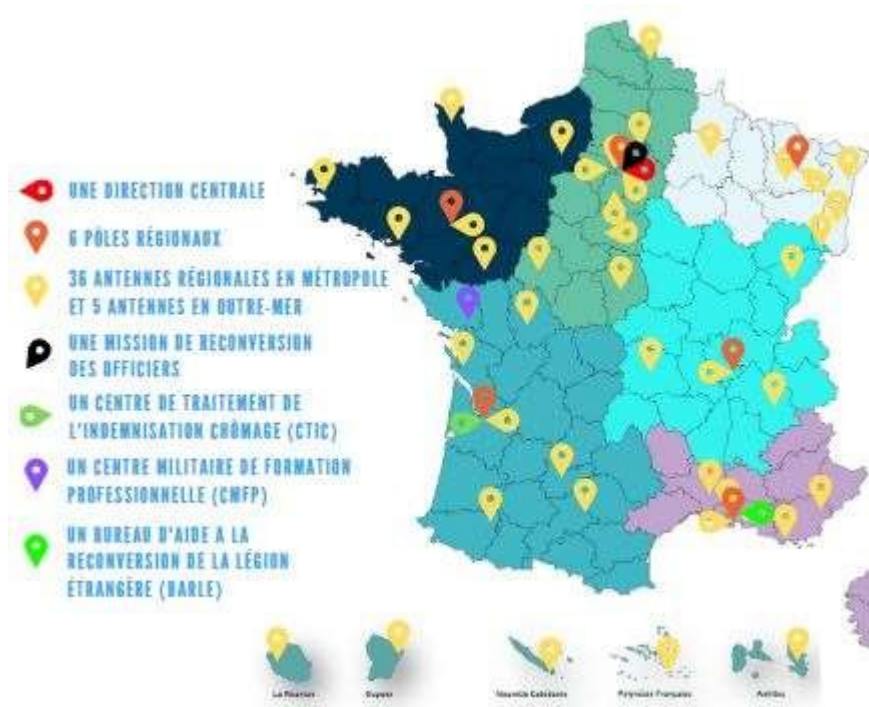 UNE DIRECTION CENTRALE
6 PÔLES RÉGIONAUX
36 ANTENNES RÉGIONALES EN MÉTROPOLE
ET 5 ANTENNES EN OUTRE-MER
UNE MISSION DE RECONVERSION
DES OFFICIERS
UN CENTRE DE TRAITEMENT DE
L'INDEMNISATION CHÔMAGE (CTIC)
UN CENTRE MILITAIRE DE FORMATION
PROFESSIONNELLE (CMFP)
UN BUREAU D'AIDE A LA
RECONVERSION DE LA LÉGION
ÉTRANGÈRE (BARLE)
La Réunion
Guyane
Nouvelle Calédonie
Polynésie Française
Antilles